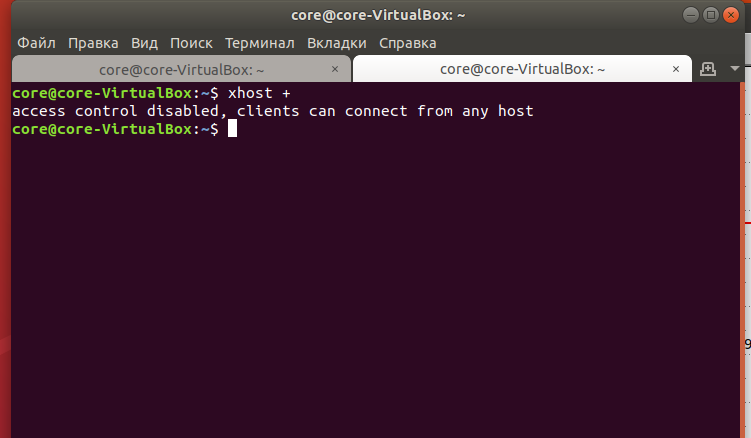 core@core-VirtualBox: ~
Файл Правка Вид Поиск Терминал Вкладки Справка
core@core-VirtualBox: ~ × core@core-VirtualBox: ~ ×
core@core-VirtualBox:~$ xhost +
access control disabled, clients can connect from any host
core@core-VirtualBox:~$
9